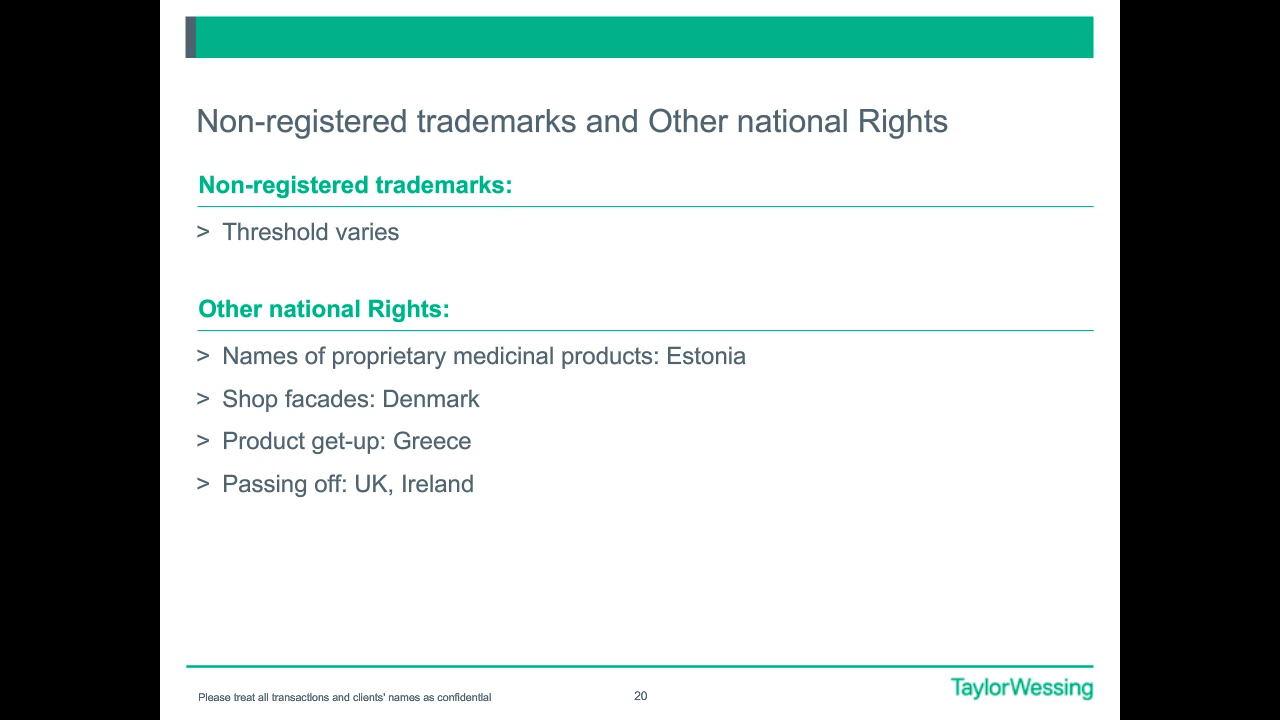 Non-registered trademarks and Other national Rights
Non-registered trademarks:
> Threshold varies
Other national Rights:
> Names of proprietary medicinal products: Estonia
> Shop facades: Denmark
> Product get-up: Greece
> Passing off: UK, Ireland
Please treat all transactions and clients' names as confidential
20
TaylorWessing